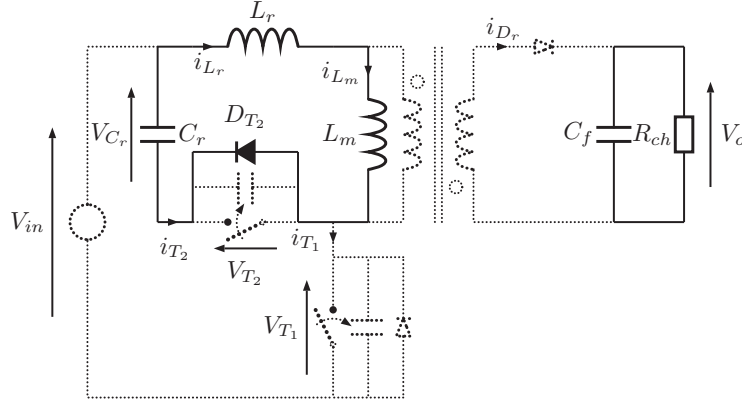 L_r
i_{D_r}
i_{L_r}
i_{L_m}
V_{C_r}
C_r
D_{T_2}
L_m
C_f
R_{ch}
V_o
V_{in}
i_{T_2}
i_{T_1}
V_{T_2}
V_{T_1}